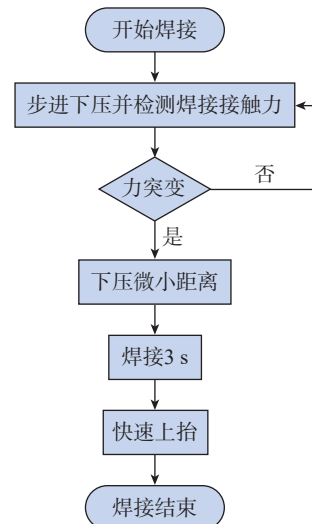 开始焊接
步进下压并检测焊接接触力
力突变
否
是
下压微小距离
焊接3 s
快速上抬
焊接结束